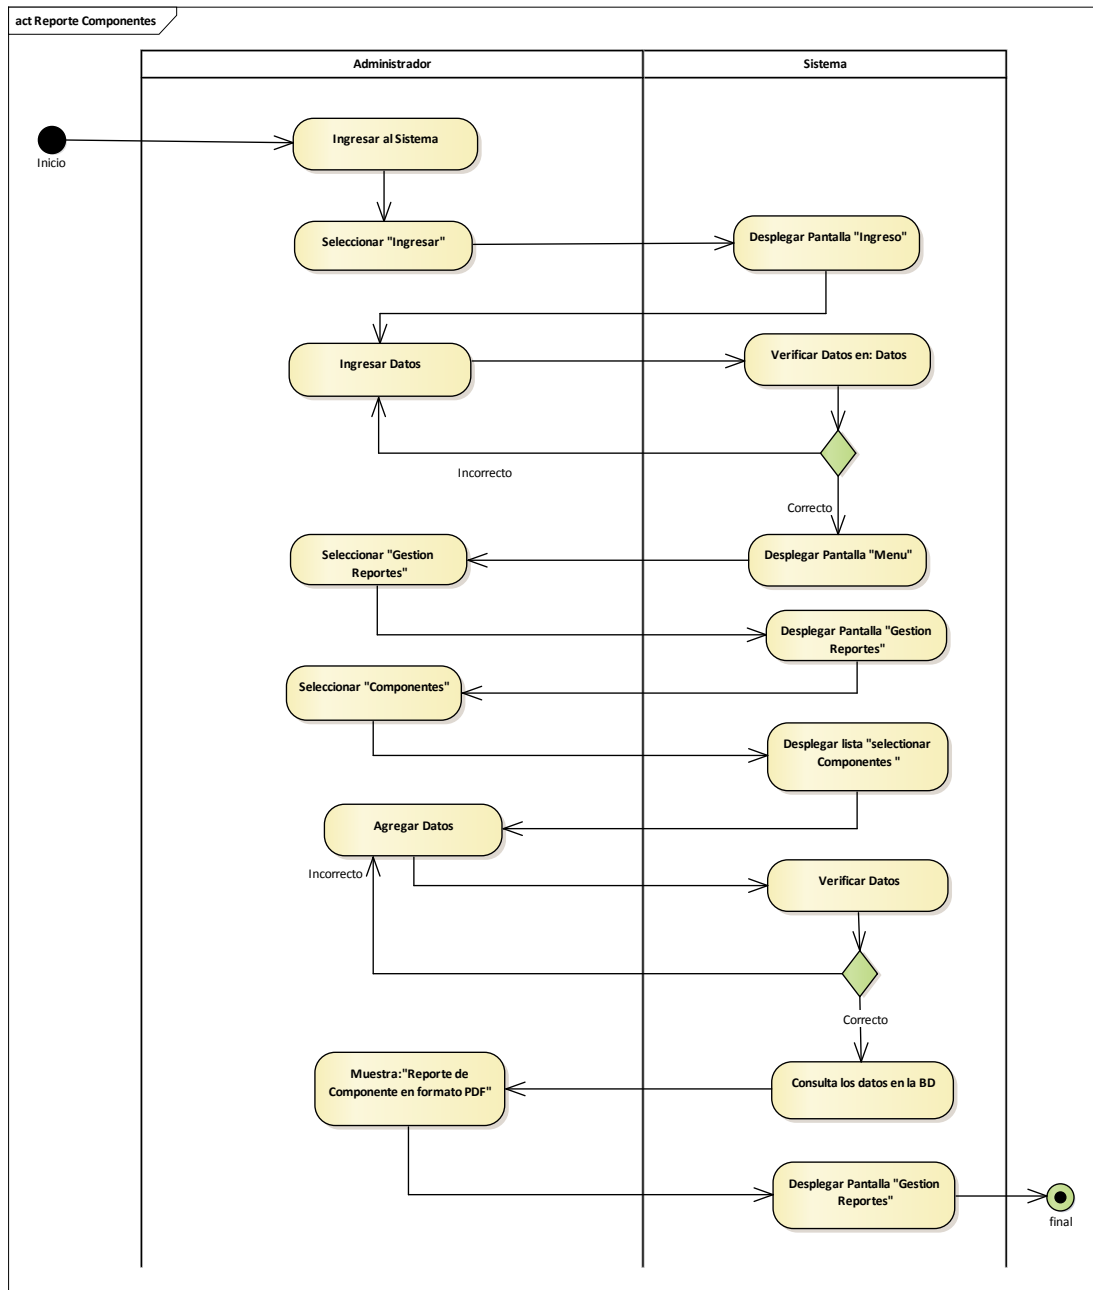 act Reporte Componentes
Administrador
Sistema
Inicio
Ingresar al Sistema
Seleccionar "Ingresar"
Desplegar Pantalla "Ingreso"
Ingresar Datos
Verificar Datos en: Datos
Incorrecto
Correcto
Seleccionar "Gestion
Reportes"
Desplegar Pantalla "Menu"
Desplegar Pantalla "Gestion
Reportes"
Seleccionar "Componentes"
Desplegar lista "selectionar
Componentes "
Agregar Datos
Incorrecto
Verificar Datos
Correcto
Muestra:"Reporte de
Componente en formato PDF"
Consulta los datos en la BD
Desplegar Pantalla "Gestion
Reportes"
final